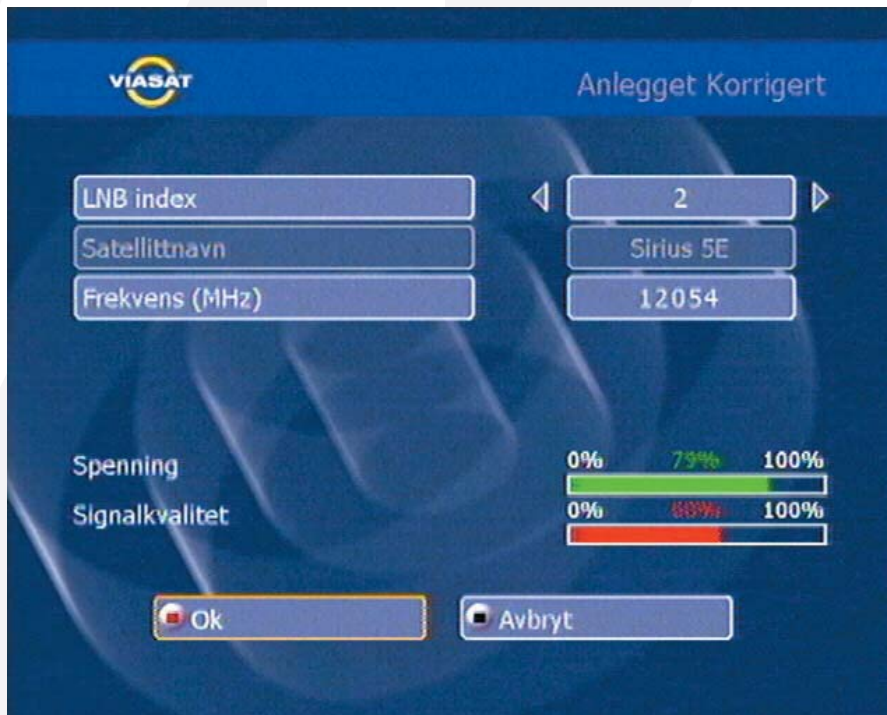 VIASAT
Anlegget Korrigert
LNB index 2
Satellittnavn Sirius 5E
Frekvens (MHz) 12054
Spenning 0% 79% 100%
Signalkvalitet 0% 60% 100%
Ok Avbryt